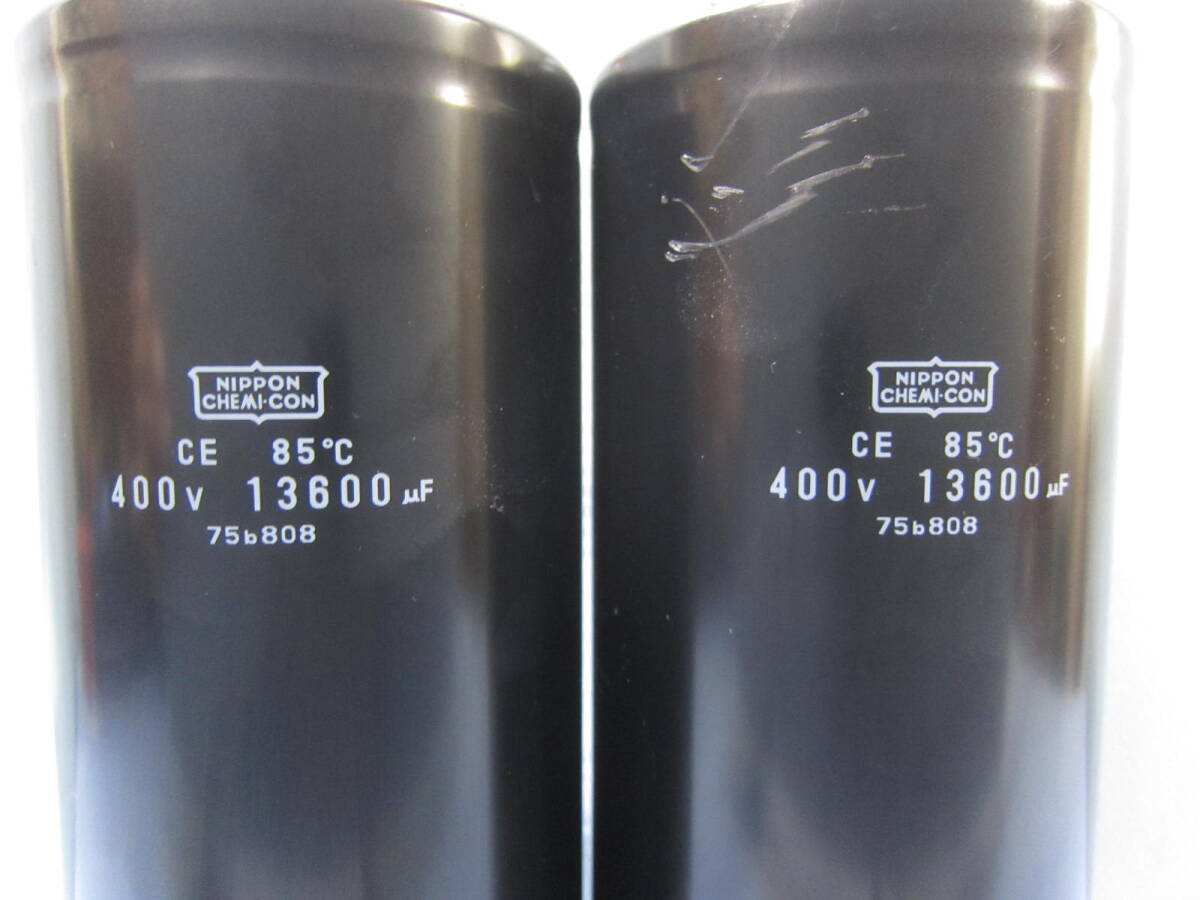 NIPPON
CHEMI-CON
CE 85°C
400V 13600μF
75b808
NIPPON
CHEMI-CON
CE 85°C
400V 13600μF
75b808